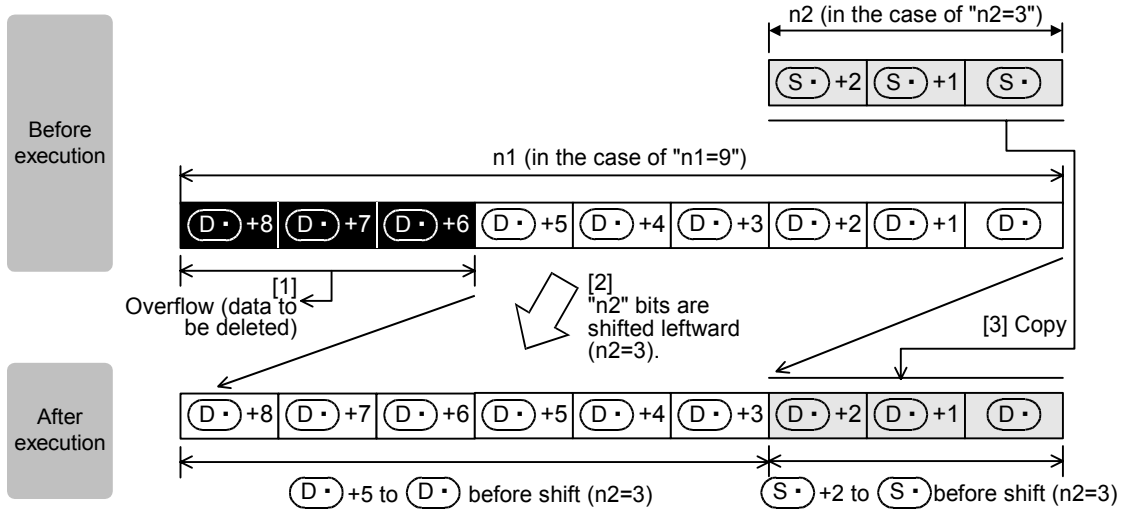 n2 (in the case of "n2=3")
S· +2 S· +1 S·
Before
execution
n1 (in the case of "n1=9")
D· +8 D· +7 D· +6 D· +5 D· +4 D· +3 D· +2 D· +1 D·
[1]
Overflow (data to
be deleted)
[2]
"n2" bits are
shifted leftward
(n2=3).
[3] Copy
After
execution
D· +8 D· +7 D· +6 D· +5 D· +4 D· +3 D· +2 D· +1 D·
D· +5 to D· before shift (n2=3)
S· +2 to S· before shift (n2=3)